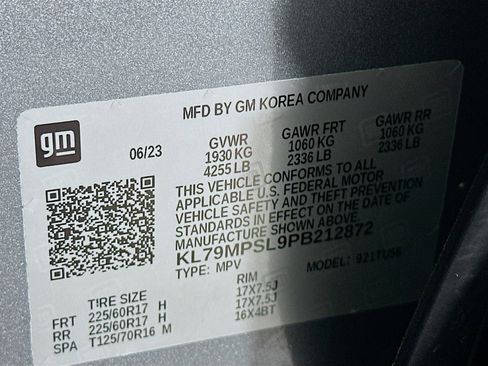 MFD BY GM KOREA COMPANY
gm
06/23
GVWR GAWR FRT GAWR RR
1930 KG 1060 KG 1060 KG
4255 LB 2336 LB 2336 LB
THIS VEHICLE CONFORMS TO ALL
APPLICABLE U.S. FEDERAL MOTOR
VEHICLE SAFETY AND THEFT PREVENTION
STANDARDS IN EFFECT ON THE DATE OF
MANUFACTURE SHOWN ABOVE.
KL79MPSL9PB212872
TYPE: MPV MODEL: 921TU56
TIRE SIZE RIM
FRT 225/60R17 H 17X7.5J
RR 225/60R17 H 17X7.5J
SPA T125/70R16 M 16X4BT